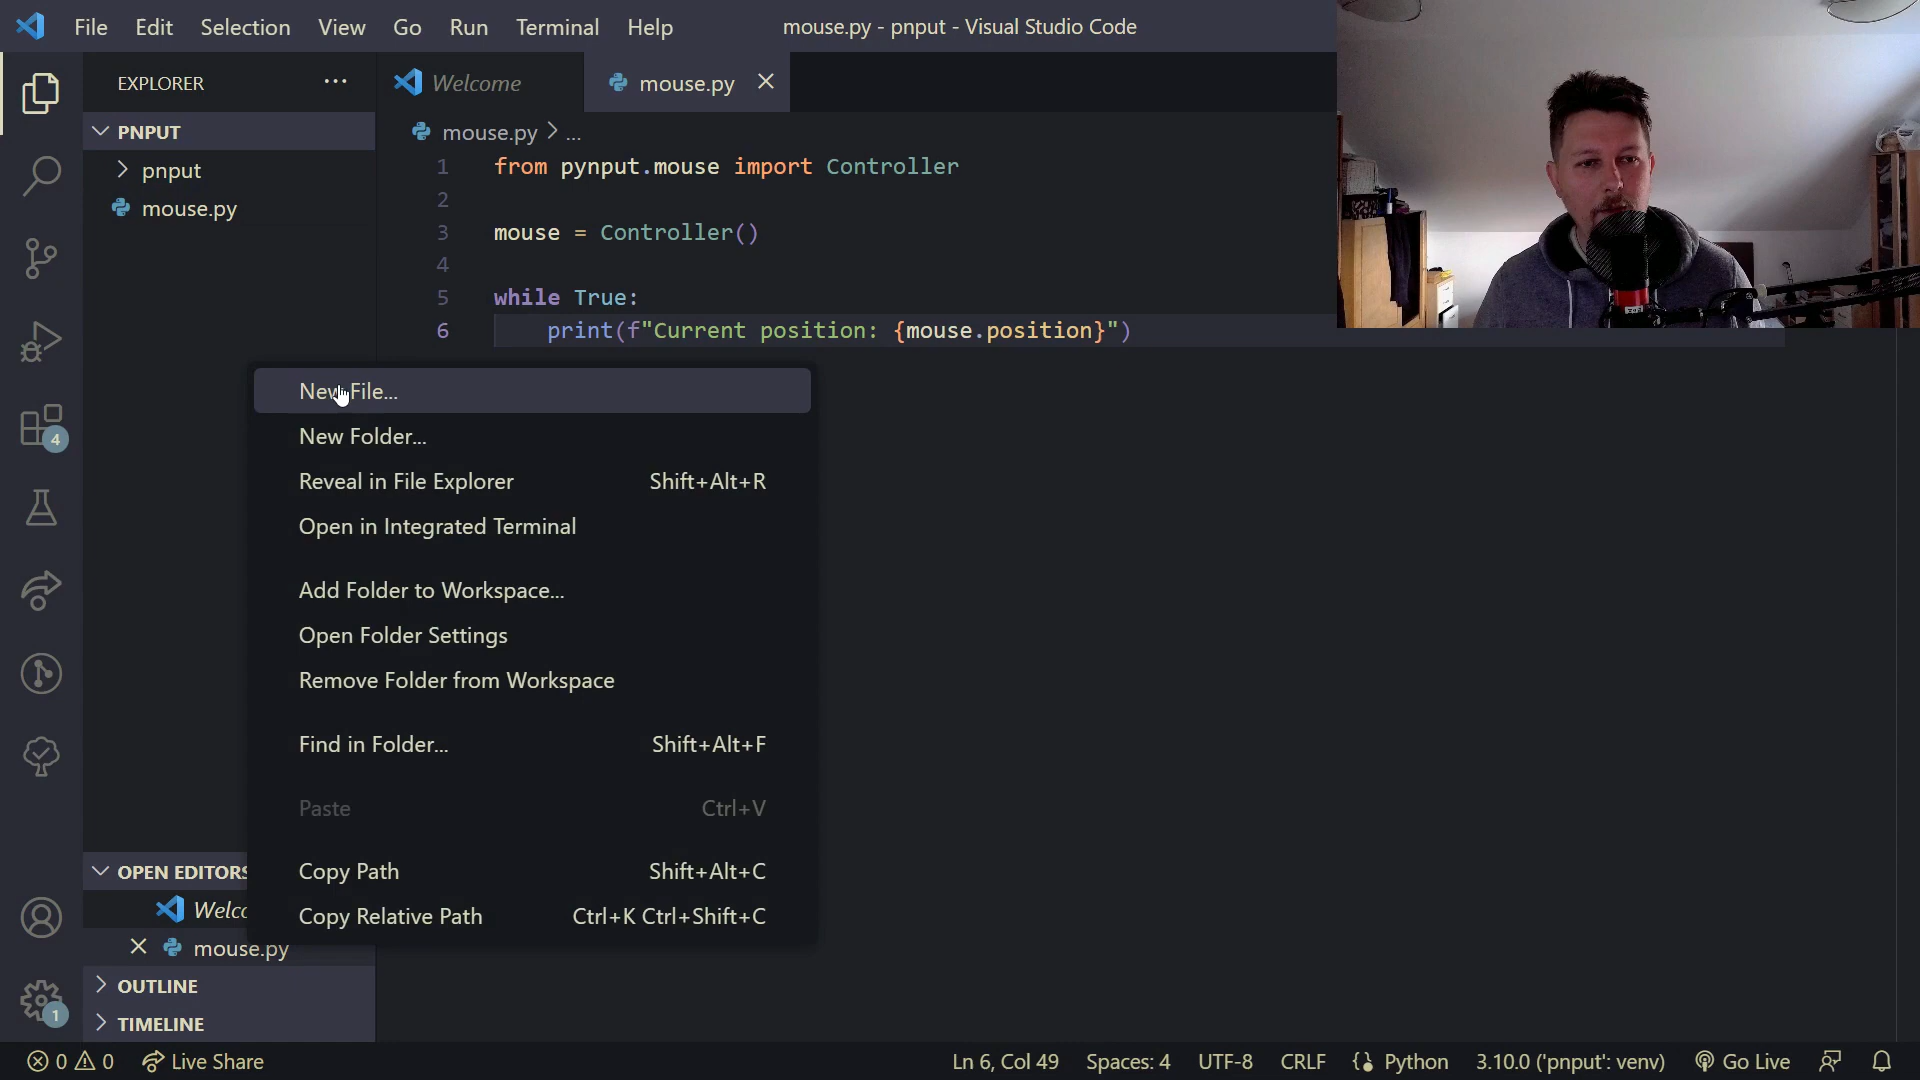 File Edit Selection View Go Run Terminal Help
mouse.py - pnput - Visual Studio Code
EXPLORER
Welcome
mouse.py
PNPUT
pnput
mouse.py
mouse.py > ...
1 from pynput.mouse import Controller
2
3 mouse = Controller()
4
5 while True:
6 print(f"Current position: {mouse.position}")
New File...
New Folder...
Reveal in File Explorer Shift+Alt+R
Open in Integrated Terminal
Add Folder to Workspace...
Open Folder Settings
Remove Folder from Workspace
Find in Folder... Shift+Alt+F
Paste Ctrl+V
Copy Path Shift+Alt+C
Copy Relative Path Ctrl+K Ctrl+Shift+C
4
OPEN EDITORS
Welco
mouse.py
OUTLINE
TIMELINE
1
0 0 Live Share Ln 6, Col 49 Spaces: 4 UTF-8 CRLF Python 3.10.0 ('pnput': venv) Go Live